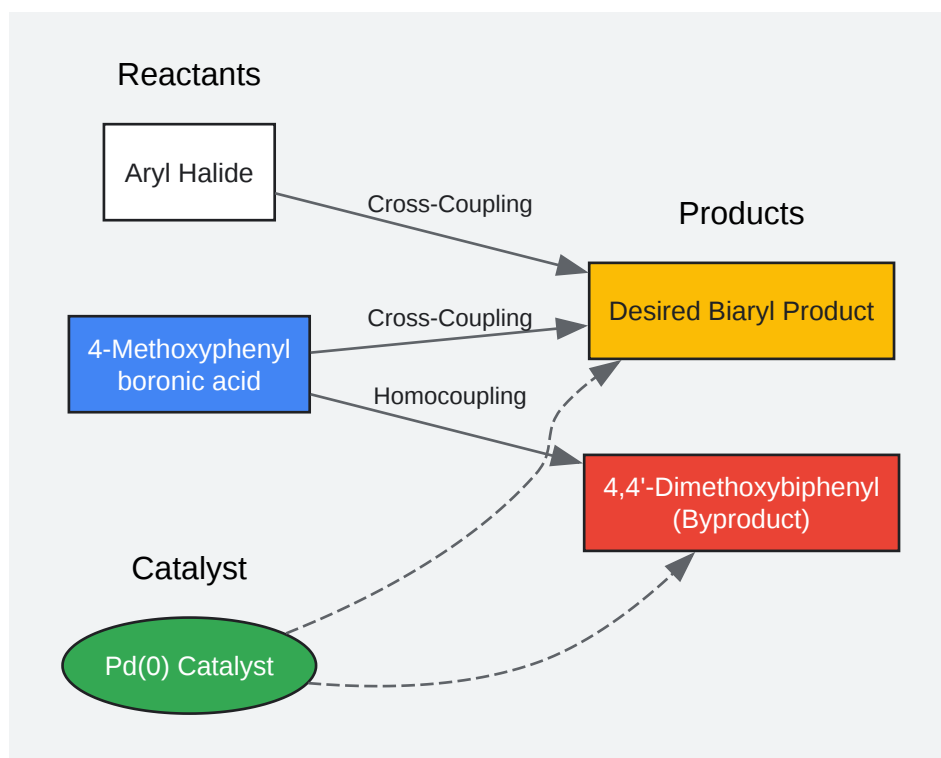 Reactants
Aryl Halide
Cross-Coupling
Products
Desired Biaryl Product
Cross-Coupling
4-Methoxyphenyl
boronic acid
Homocoupling
4,4'-Dimethoxybiphenyl
(Byproduct)
Catalyst
Pd(0) Catalyst